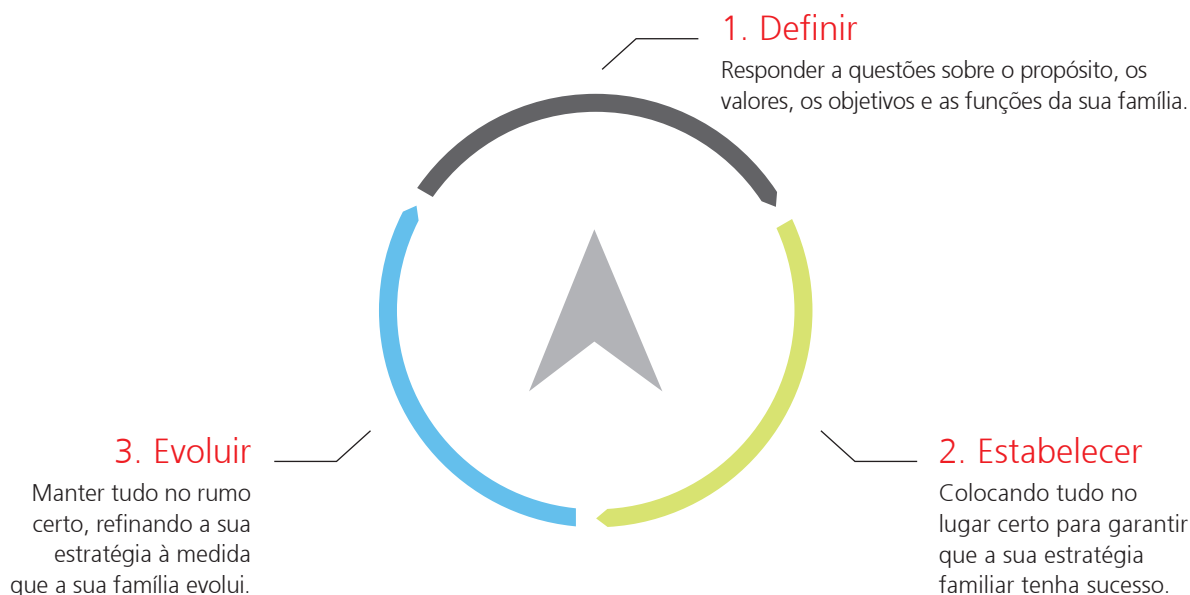 1. Definir
Responder a questões sobre o propósito, os
valores, os objetivos e as funções da sua família.
2. Estabelecer
Colocando tudo no
lugar certo para garantir
que a sua estratégia
familiar tenha sucesso.
3. Evoluir
Manter tudo no rumo
certo, refinando a sua
estratégia à medida
que a sua família evolui.